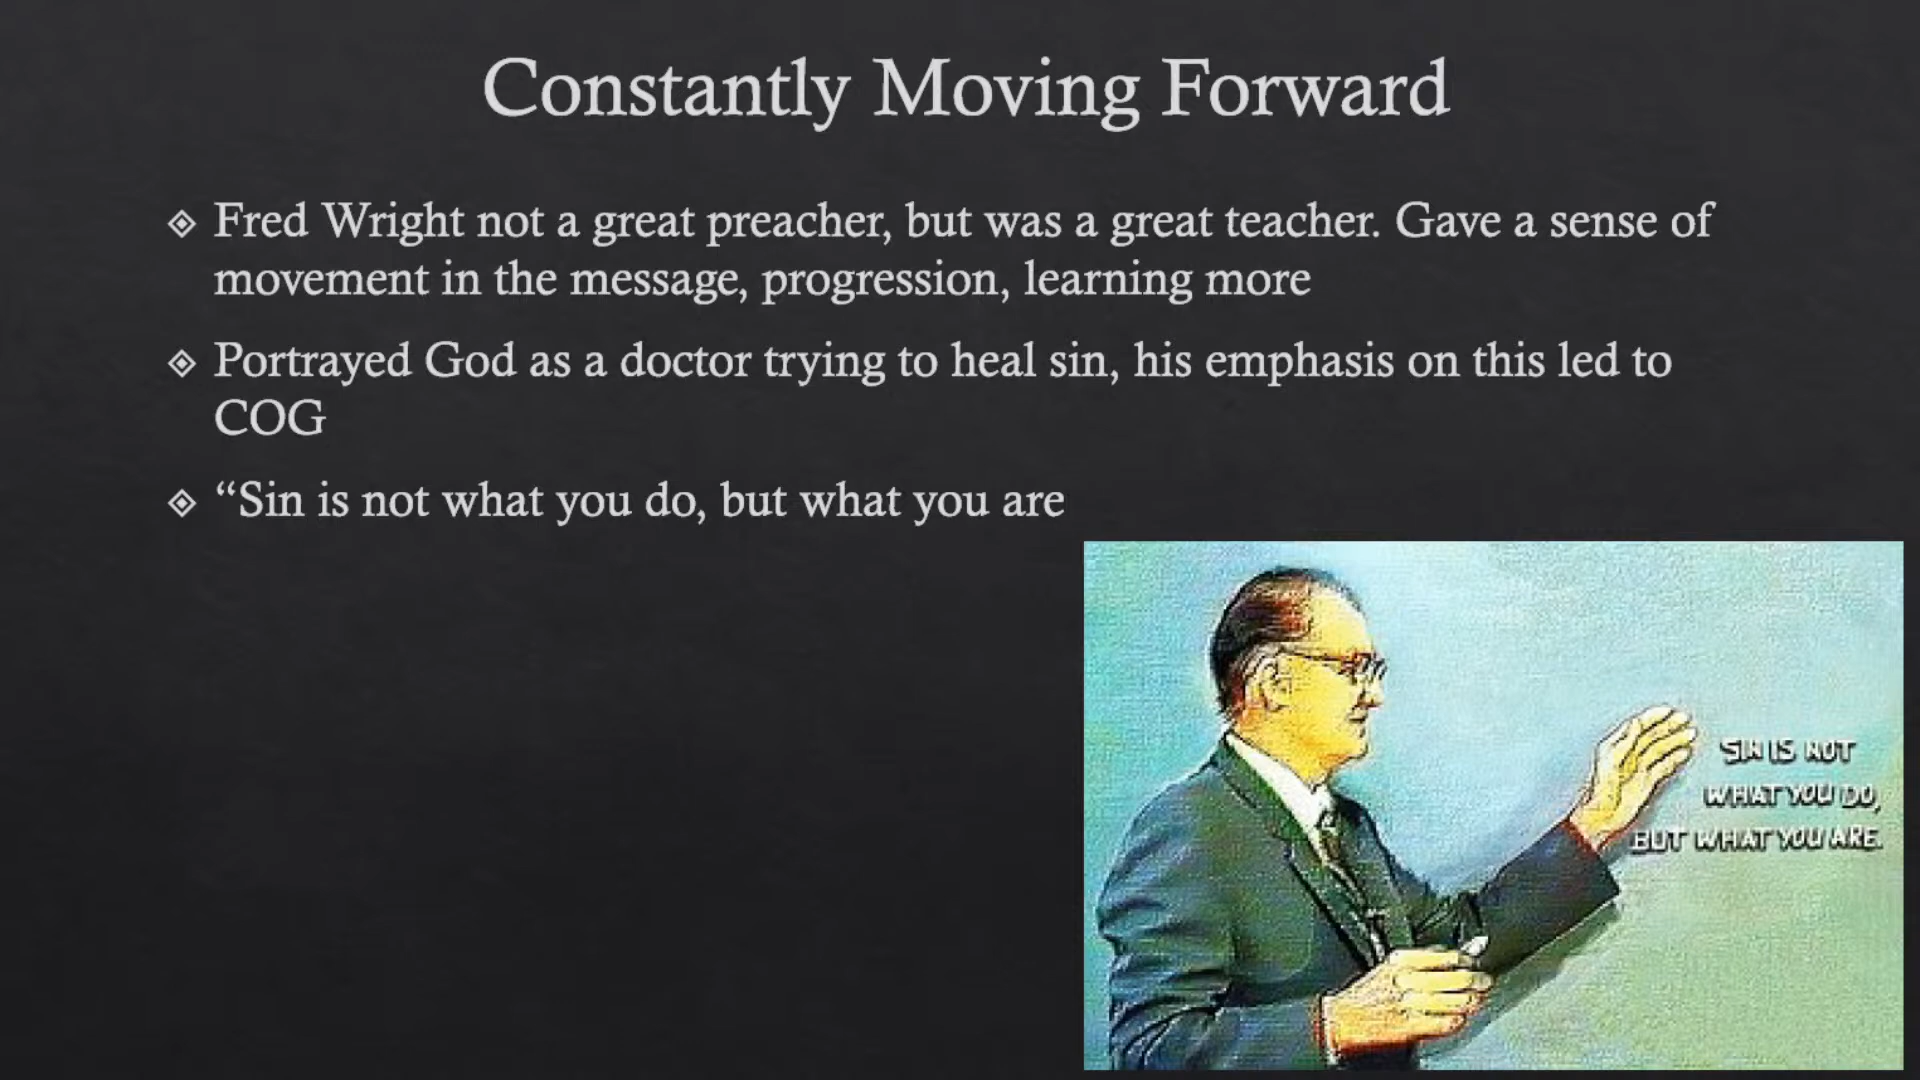 Constantly Moving Forward
Fred Wright not a great preacher, but was a great teacher. Gave a sense of
movement in the message, progression, learning more
Portrayed God as a doctor trying to heal sin, his emphasis on this led to
COG
“Sin is not what you do, but what you are
SIN IS NOT
WHAT YOU DO,
BUT WHAT YOU ARE.